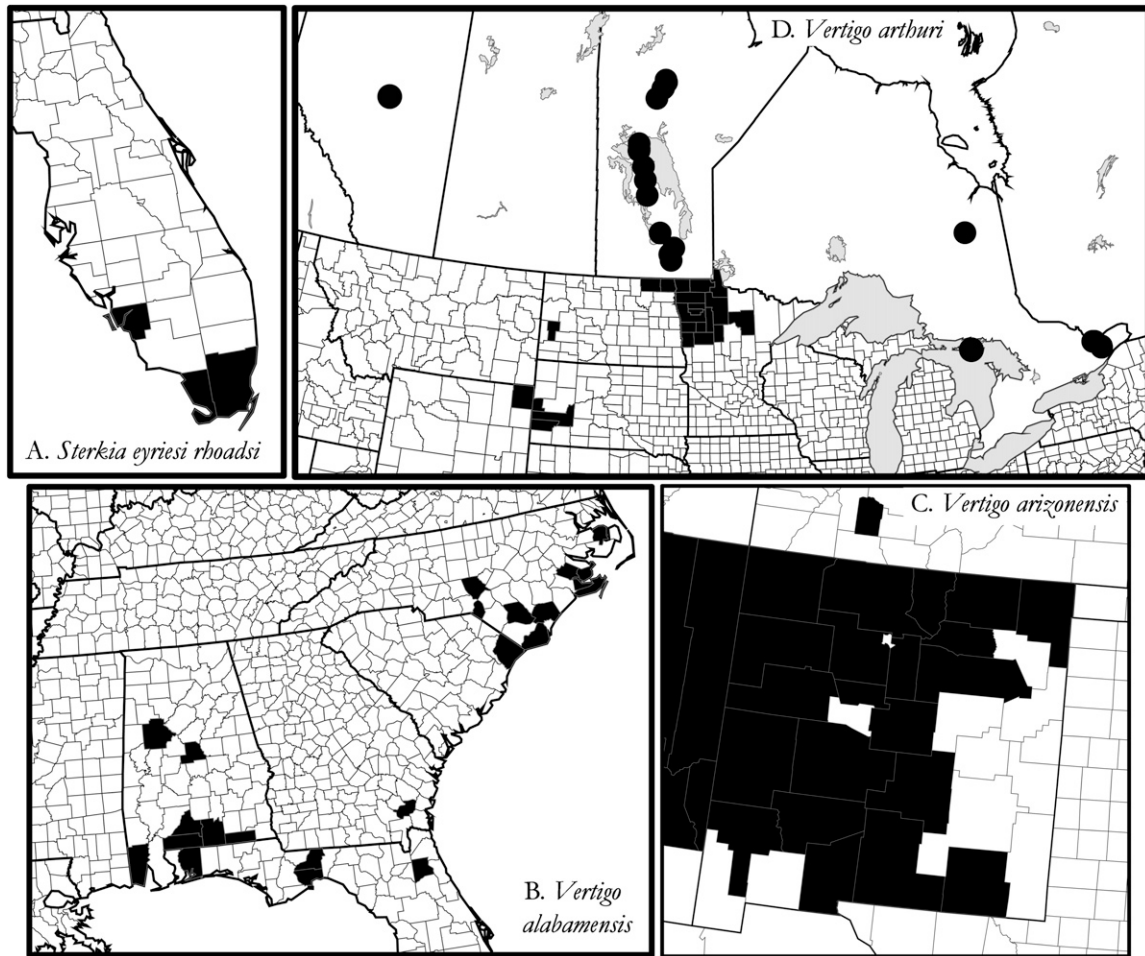 A. Sterkia eyriesi rhoadsi
D. Vertigo arthuri
B. Vertigo
alabamensis
C. Vertigo arizonensis